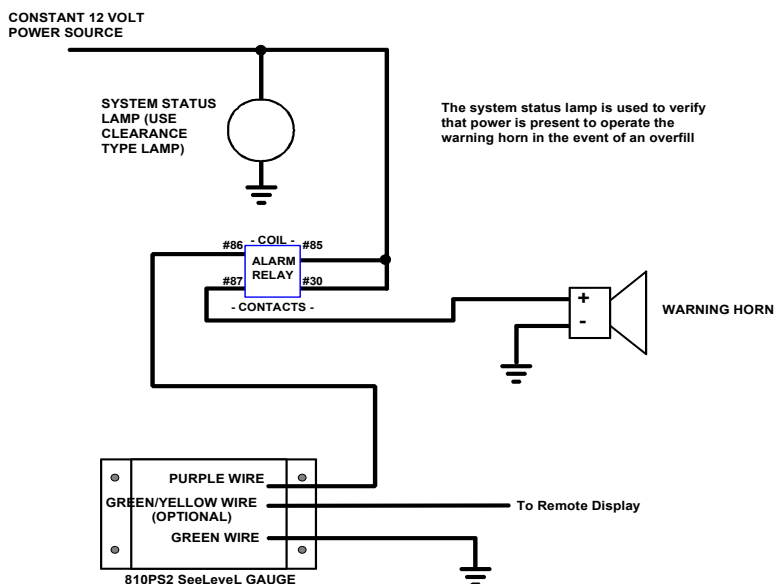 CONSTANT 12 VOLT
POWER SOURCE
SYSTEM STATUS
LAMP (USE
CLEARANCE
TYPE LAMP)
The system status lamp is used to verify
that power is present to operate the
warning horn in the event of an overfill
#86 - COIL - #85
ALARM
RELAY
#87 #30
- CONTACTS -
+
-
WARNING HORN
PURPLE WIRE
GREEN/YELLOW WIRE
(OPTIONAL)
To Remote Display
GREEN WIRE
810PS2 SeeLeveL GAUGE